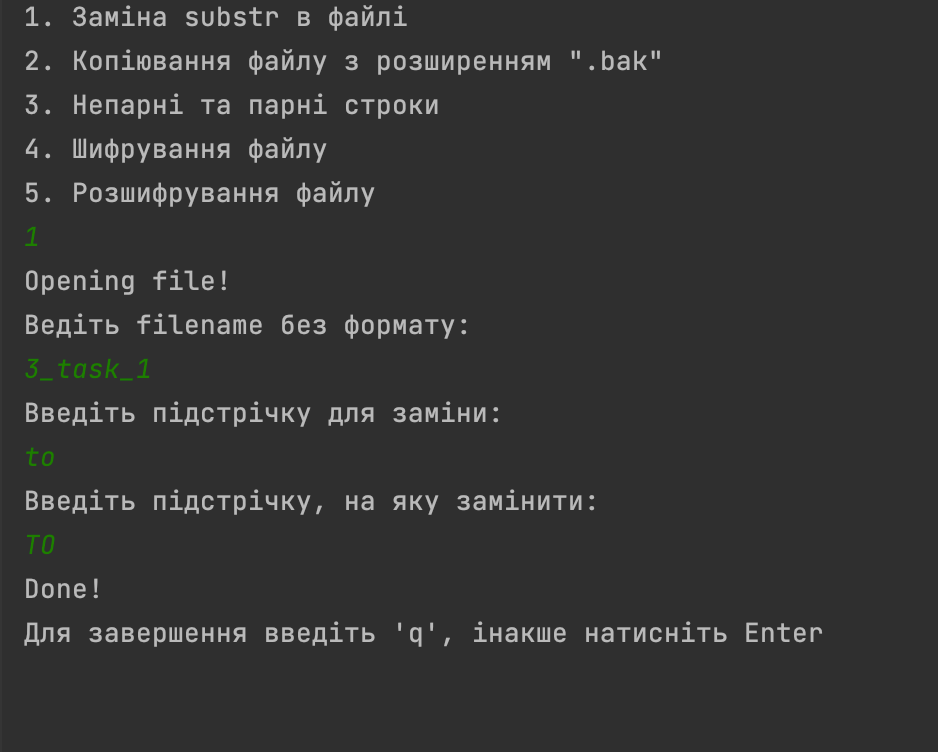 1. Заміна substr в файлі
2. Копіювання файлу з розширенням ".bak"
3. Непарні та парні строки
4. Шифрування файлу
5. Розшифрування файлу
1
Opening file!
Ведіть filename без формату:
3_task_1
Введіть підстрічку для заміни:
to
Введіть підстрічку, на яку замінити:
TO
Done!
Для завершення введіть 'q', інакше натисніть Enter